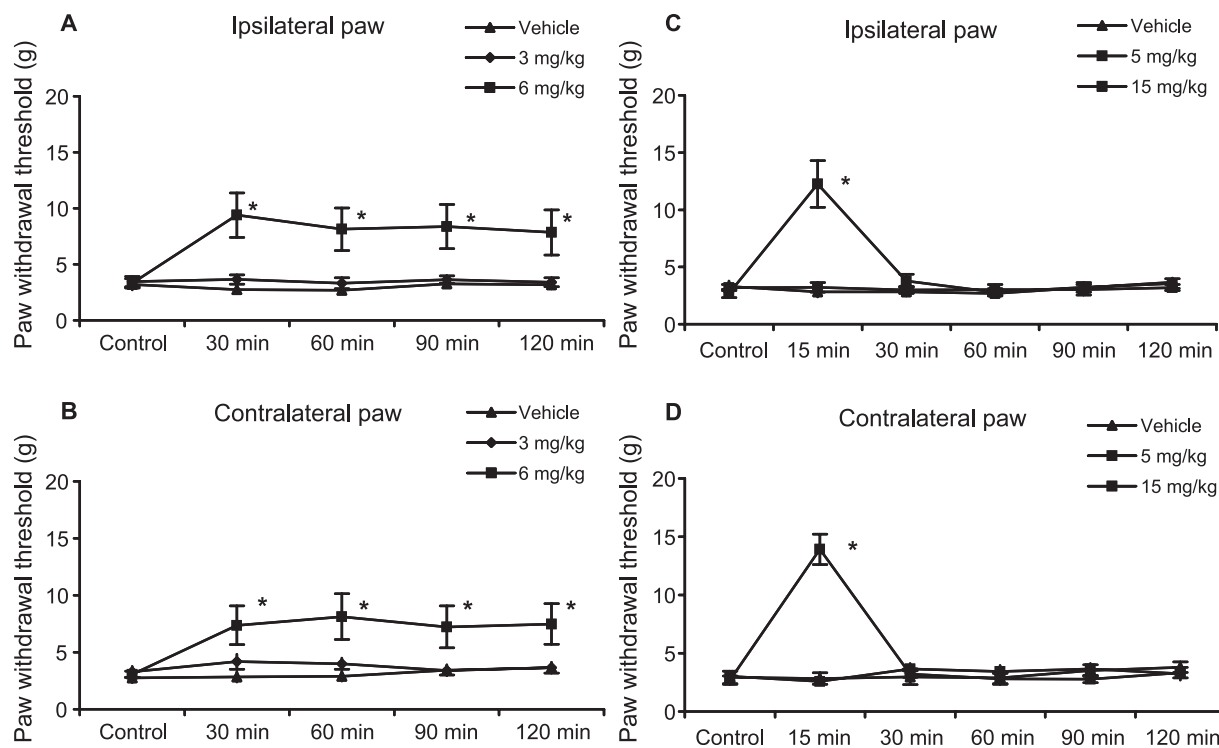 A
Ipsilateral paw
Vehicle
3 mg/kg
6 mg/kg
Paw withdrawal threshold (g)
20
15
10
5
0
* * * *
Control 30 min 60 min 90 min 120 min
C
Ipsilateral paw
Vehicle
5 mg/kg
15 mg/kg
Paw withdrawal threshold (g)
20
15
10
5
0
*
Control 15 min 30 min 60 min 90 min 120 min
B
Contralateral paw
Vehicle
3 mg/kg
6 mg/kg
Paw withdrawal threshold (g)
20
15
10
5
0
* * * *
Control 30 min 60 min 90 min 120 min
D
Contralateral paw
Vehicle
5 mg/kg
15 mg/kg
Paw withdrawal threshold (g)
20
15
10
5
0
*
Control 15 min 30 min 60 min 90 min 120 min